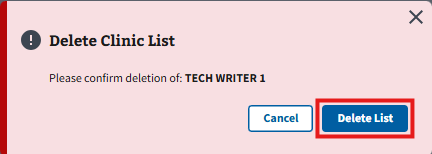 Delete Clinic List
Please confirm deletion of: TECH WRITER 1
Cancel Delete List